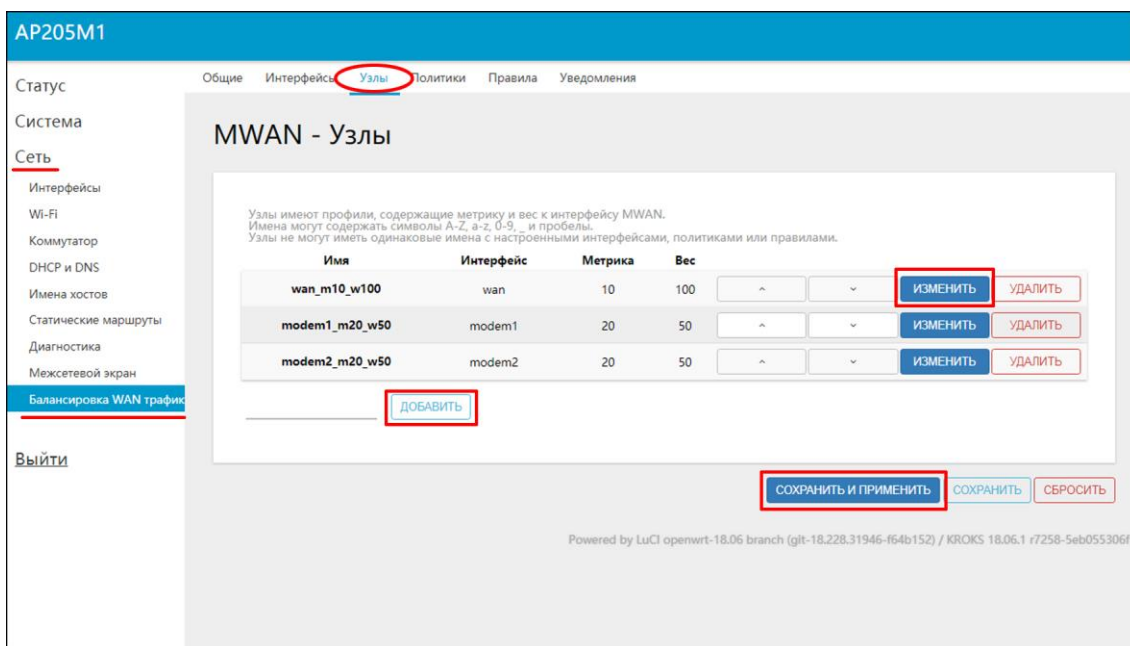 AP205M1
Общие Интерфейсы Узлы Политики Правила Уведомления
Статус
Система
Сеть
Интерфейсы
Wi-Fi
Коммутатор
DHCP и DNS
Имена хостов
Статические маршруты
Диагностика
Межсетевой экран
Балансировка WAN трафик
Выйти
MWAN - Узлы
Узлы имеют профили, содержащие метрику и вес к интерфейсу MWAN.
Имена могут содержать символы A-Z, a-z, 0-9, _ и пробелы.
Узлы не могут иметь одинаковые имена с настроенными интерфейсами, политиками или правилами.
Имя Интерфейс Метрика Вес
wan_m10_w100 wan 10 100 ИЗМЕНИТЬ УДАЛИТЬ
modem1_m20_w50 modem1 20 50 ИЗМЕНИТЬ УДАЛИТЬ
modem2_m20_w50 modem2 20 50 ИЗМЕНИТЬ УДАЛИТЬ
ДОБАВИТЬ
СОХРАНИТЬ И ПРИМЕНИТЬ СОХРАНИТЬ СБРОСИТЬ
Powered by LuCI openwrt-18.06 branch (git-18.228.31946-f64b152) / KROKS 18.06.1 r7258-5eb055306f